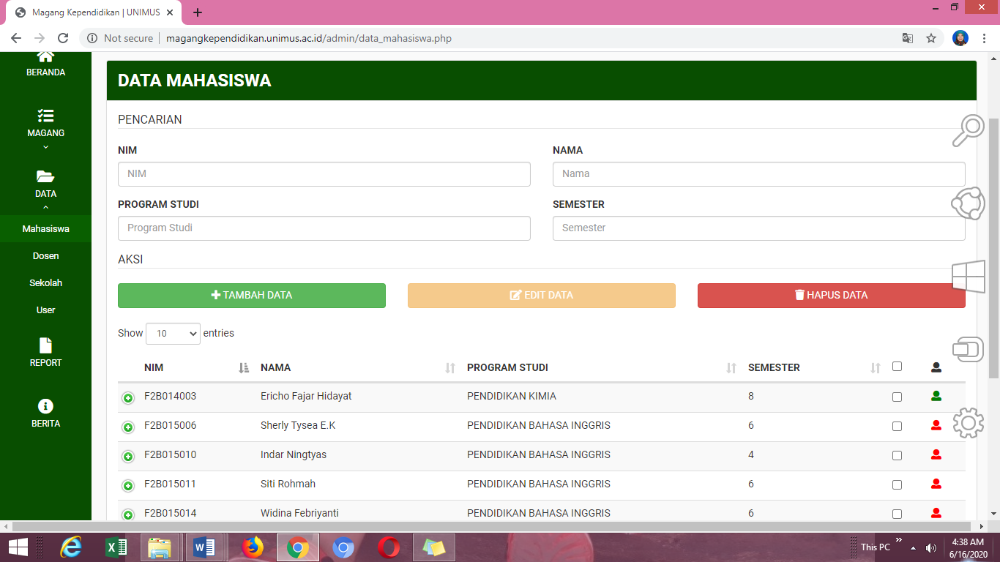 Magang Kependidikan | UNIMUS
Not secure | magangkependidikan.unimus.ac.id/admin/data_mahasiswa.php
BERANDA
MAGANG
DATA
Mahasiswa
Dosen
Sekolah
User
REPORT
BERITA
DATA MAHASISWA
PENCARIAN
NIM NAMA
NIM Nama
PROGRAM STUDI SEMESTER
Program Studi Semester
AKSI
TAMBAH DATA EDIT DATA HAPUS DATA
Show 10 entries
NIM NAMA PROGRAM STUDI SEMESTER
F2B014003 Ericho Fajar Hidayat PENDIDIKAN KIMIA 8
F2B015006 Sherly Tysea E.K PENDIDIKAN BAHASA INGGRIS 6
F2B015010 Indar Ningtyas PENDIDIKAN BAHASA INGGRIS 4
F2B015011 Siti Rohmah PENDIDIKAN BAHASA INGGRIS 6
F2B015014 Widina Febriyanti PENDIDIKAN BAHASA INGGRIS 6
This PC
4:38 AM
6/16/2020